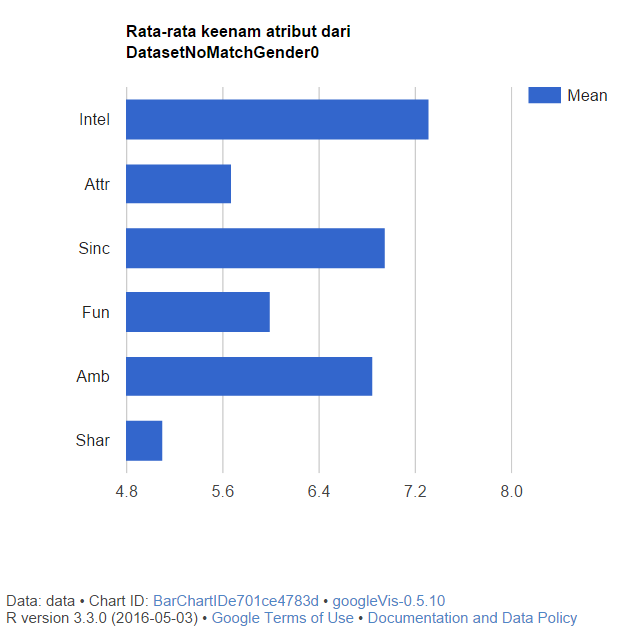 Rata-rata keenam atribut dari
DatasetNoMatchGender0
Mean
Intel
Attr
Sinc
Fun
Amb
Shar
4.8 5.6 6.4 7.2 8.0
Data: data • Chart ID: BarChartIDe701ce4783d • googleVis-0.5.10
R version 3.3.0 (2016-05-03) • Google Terms of Use • Documentation and Data Policy